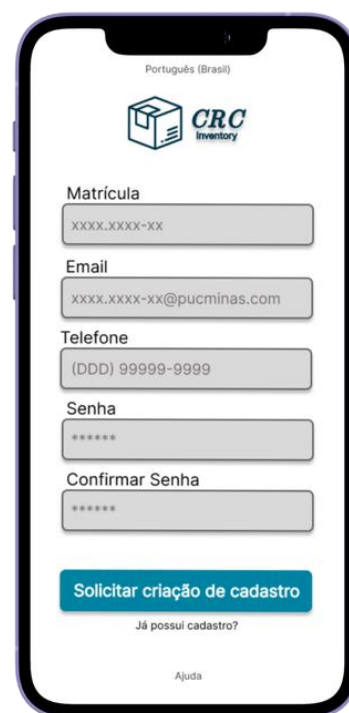 Português (Brasil)
CRC
Inventory
Matrícula
xxxx.xxxx-xx
Email
xxxx.xxxx-xx@pucminas.com
Telefone
(DDD) 99999-9999
Senha
******
Confirmar Senha
******
Solicitar criação de cadastro
Já possui cadastro?
Ajuda